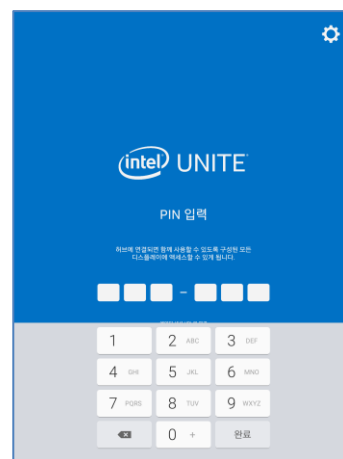 intel UNITE
PIN 입력
허브에 연결되면 함께 사용할 수 있도록 구성된 모든
디스플레이에 액세스할 수 있게 됩니다.
-
1 2 ABC 3 DEF
4 GHI 5 JKL 6 MNO
7 PQRS 8 TUV 9 WXYZ
0 + 완료